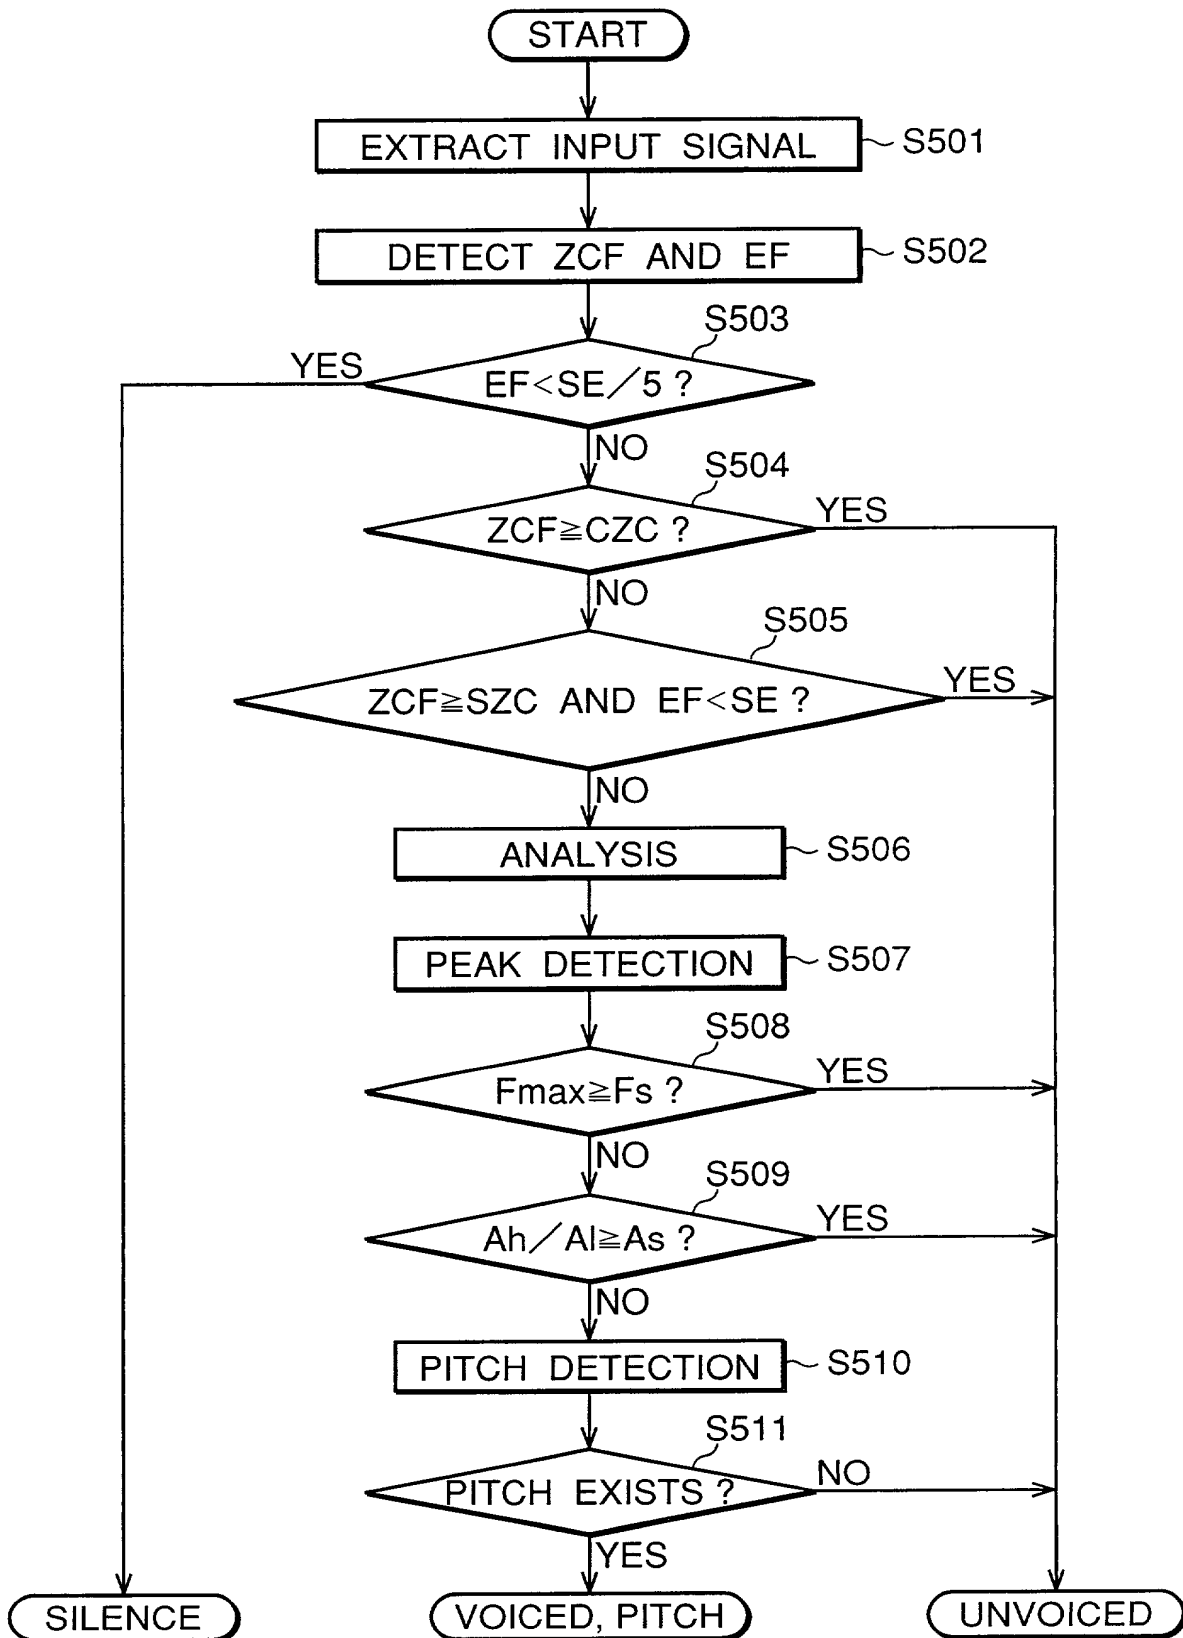 START
EXTRACT INPUT SIGNAL
S501
DETECT ZCF AND EF
S502
S503
YES
EF<SE/5 ?
NO
S504
ZCF≧CZC ?
YES
NO
S505
ZCF≧SZC AND EF<SE ?
YES
NO
ANALYSIS
S506
PEAK DETECTION
S507
S508
Fmax≧Fs ?
YES
NO
S509
Ah/Al≧As ?
YES
NO
PITCH DETECTION
S510
S511
PITCH EXISTS ?
NO
YES
SILENCE
VOICED, PITCH
UNVOICED